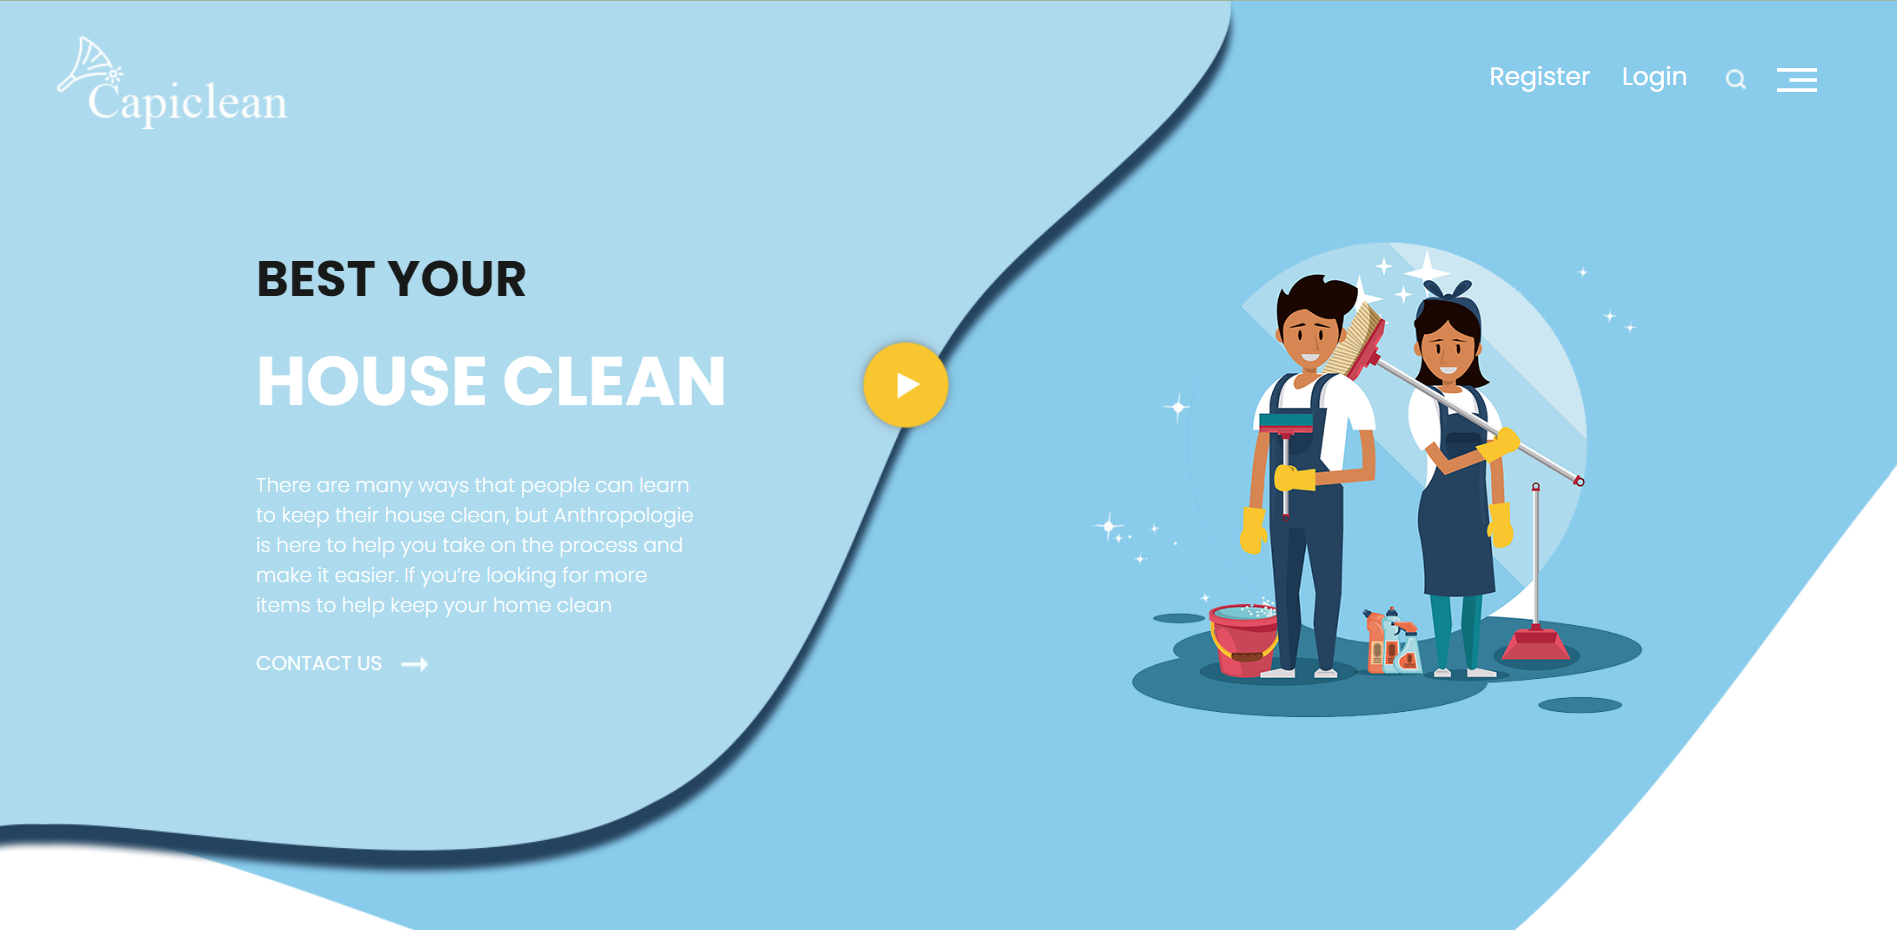 Capiclean
Register Login
BEST YOUR
HOUSE CLEAN
There are many ways that people can learn
to keep their house clean, but Anthropologie
is here to help you take on the process and
make it easier. If you’re looking for more
items to help keep your home clean
CONTACT US